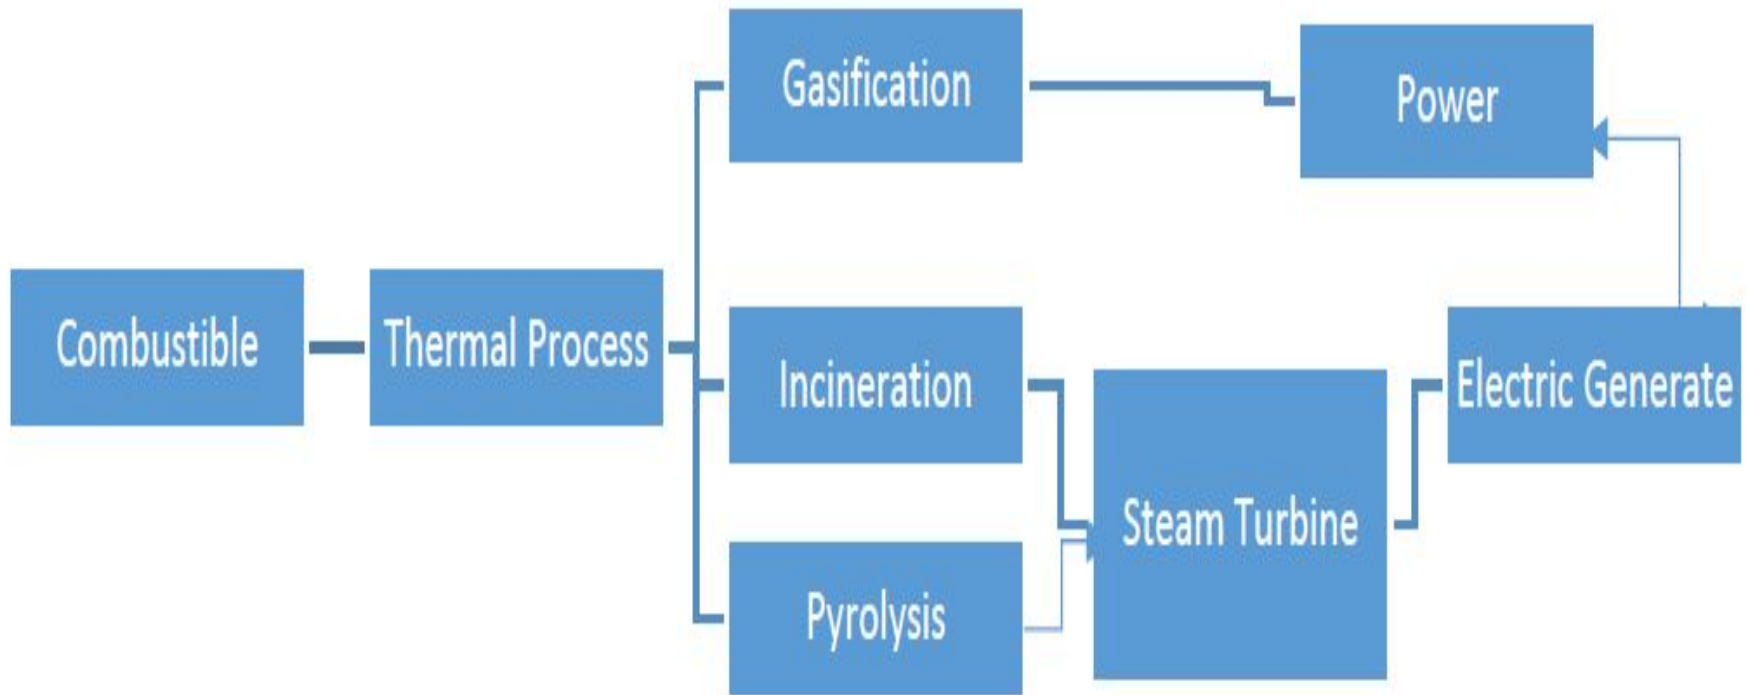 Combustible
Thermal Process
Gasification
Incineration
Pyrolysis
Steam Turbine
Electric Generate
Power